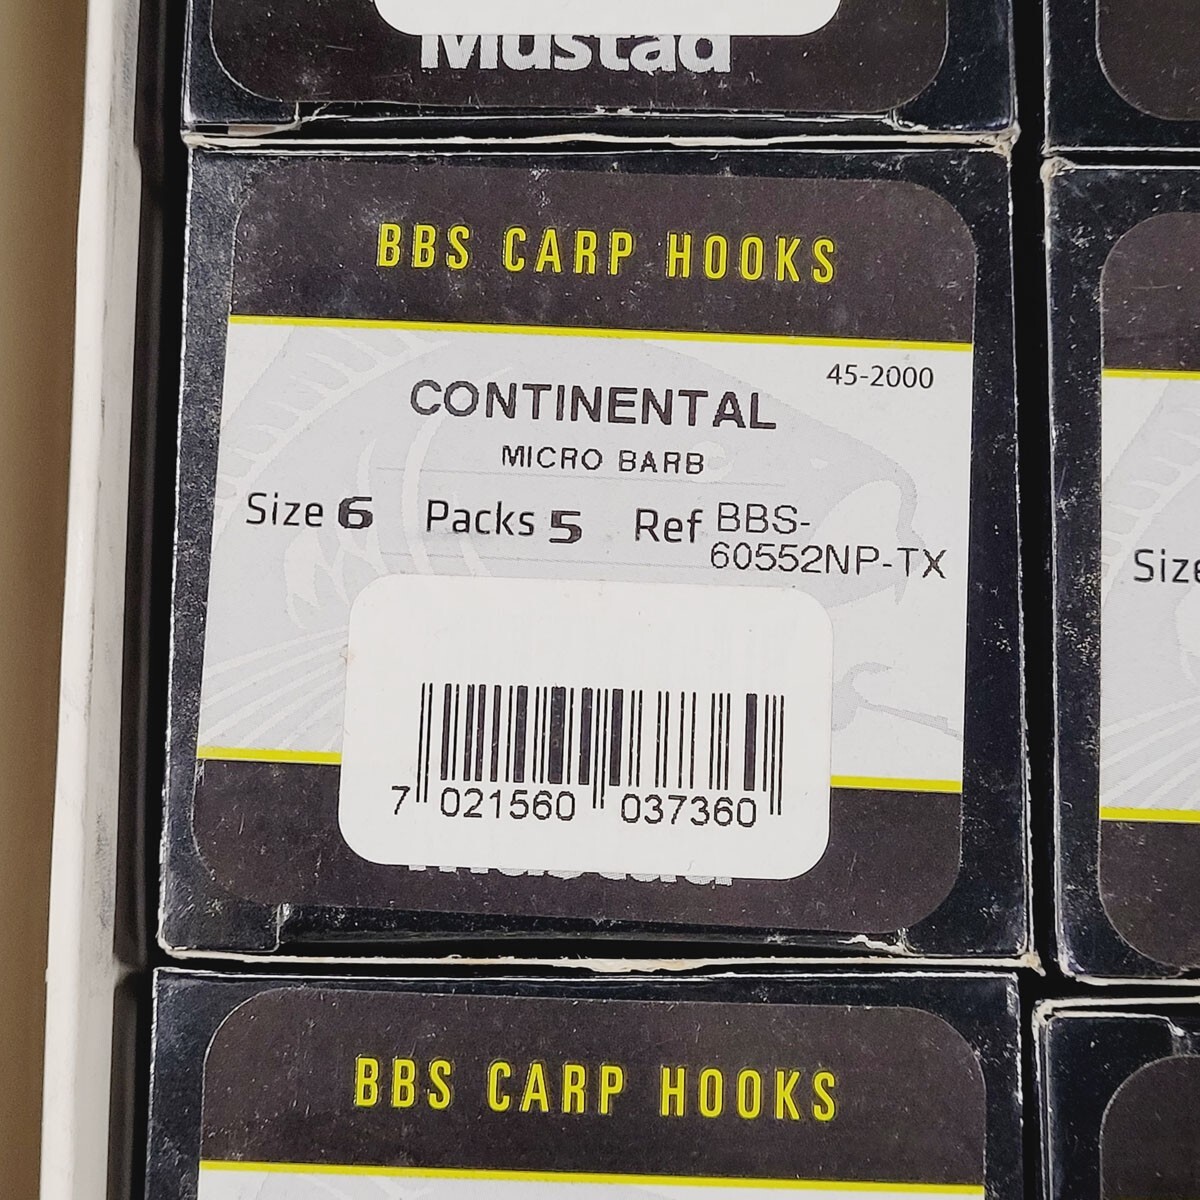 Mustad
BBS CARP HOOKS
45-2000
CONTINENTAL
MICRO BARB
Size 6 Packs 5 Ref BBS-
60552NP-TX
Size
7 021560 037360
BBS CARP HOOKS